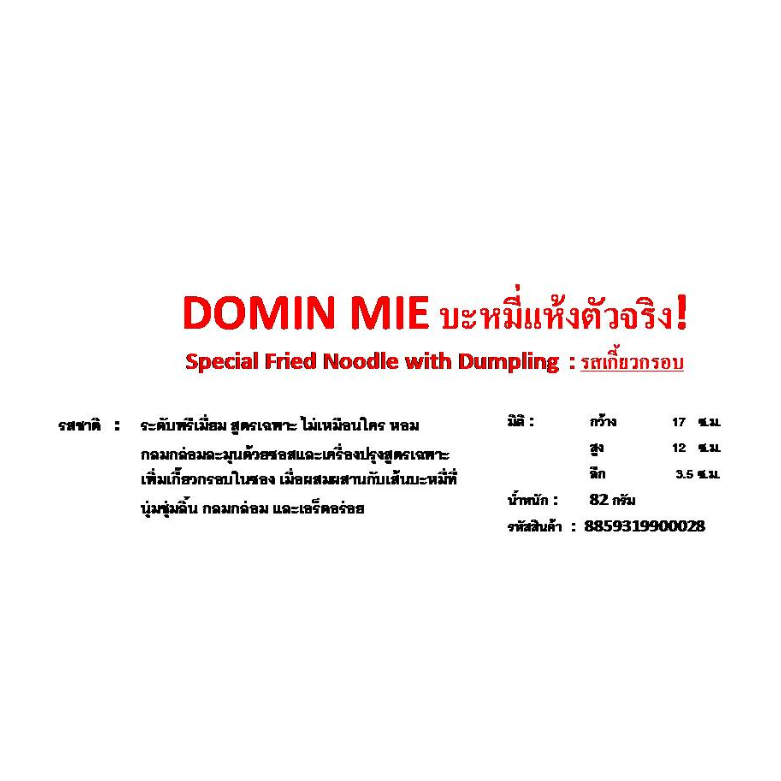 DOMIN MIE บะหมี่แห้งตัวจริง!
Special Fried Noodle with Dumpling : รสเกี้ยวกรอบ
รสชาติ : ระดับพรีเมี่ยม สูตรเฉพาะ ไม่เหมือนใคร หอม
กลมกล่อมละมุนด้วยซอสและเครื่องปรุงสูตรเฉพาะ
เพิ่มเกี๊ยวกรอบในซอง เมื่อผสมผสานกับเส้นบะหมี่ที่
นุ่มชุ่มลิ้น กลมกล่อม และเอร็ดอร่อย
มิติ : กว้าง 17 ซ.ม.
สูง 12 ซ.ม.
ลึก 3.5 ซ.ม.
น้ำหนัก : 82 กรัม
รหัสสินค้า : 8859319900028